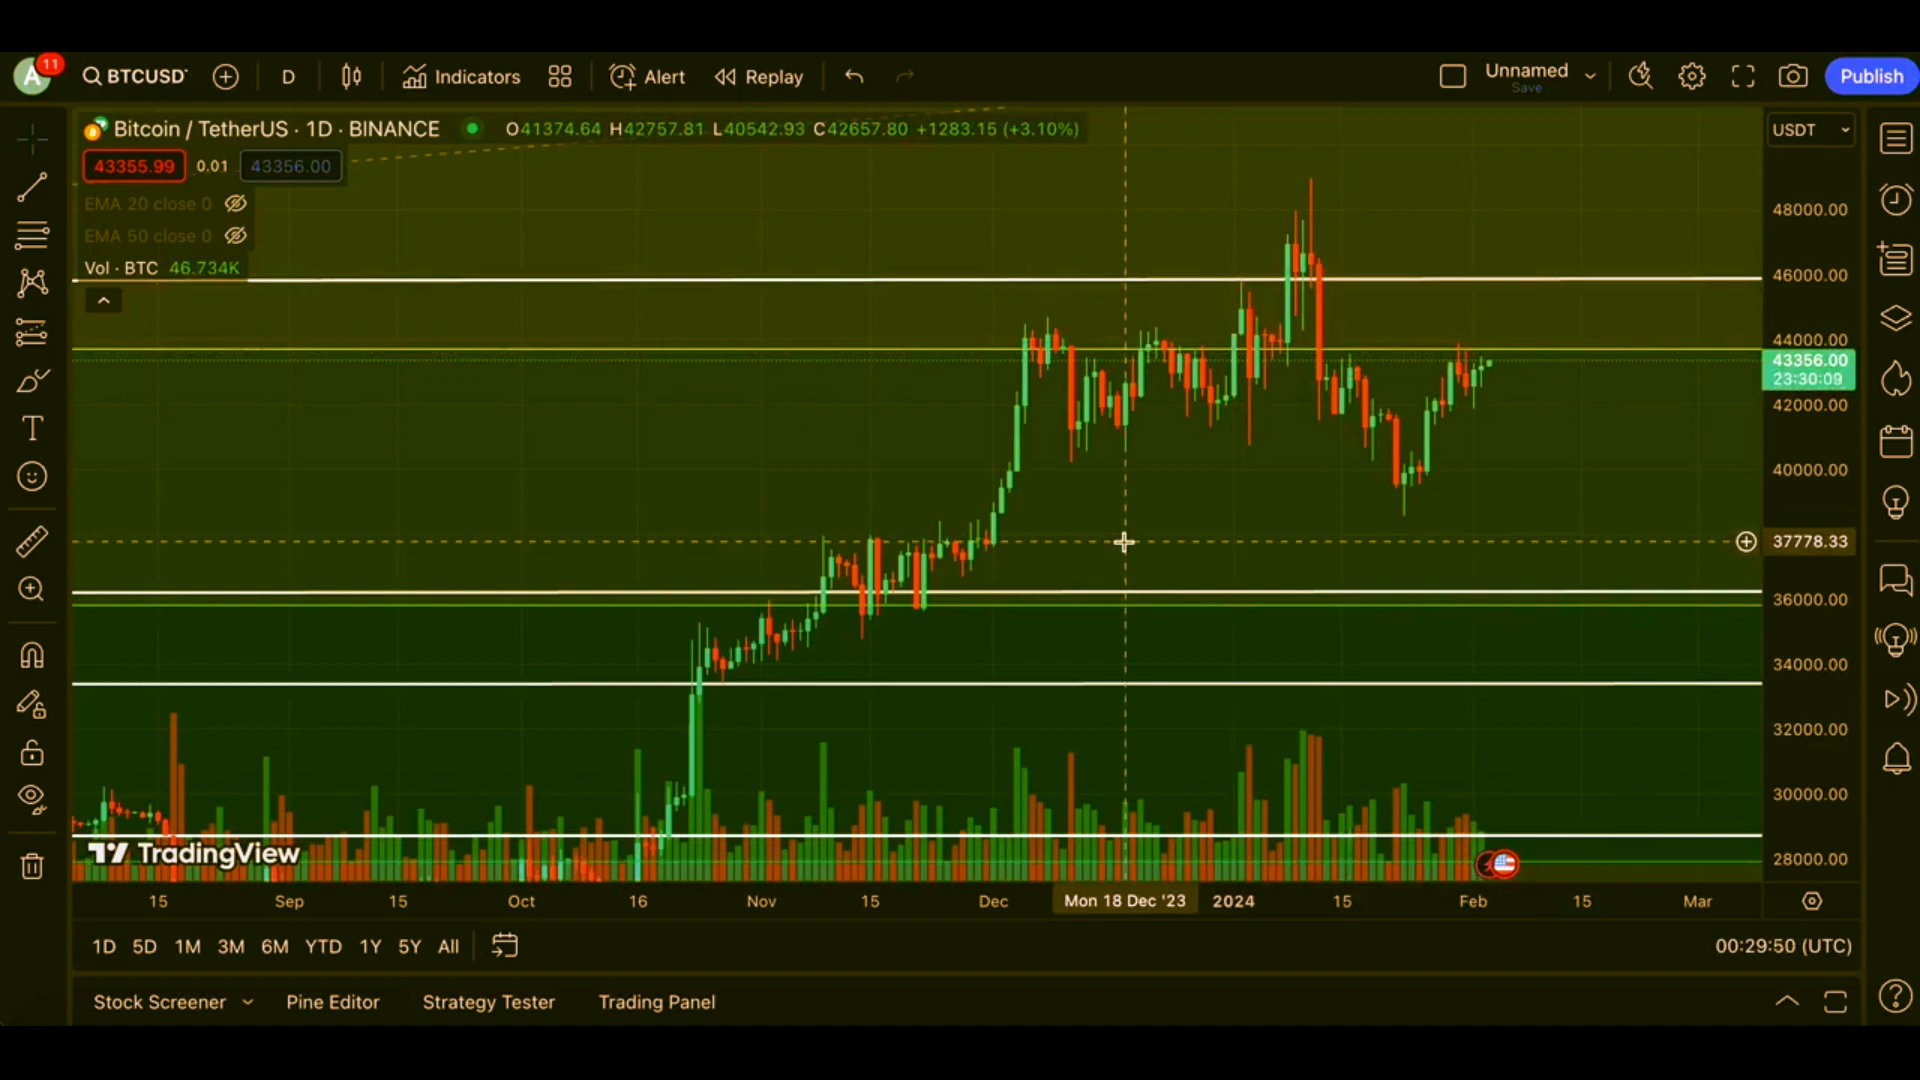 A 11 BTCUSD D Indicators Alert Replay Unnamed Save Publish
Bitcoin / TetherUS · 1D · BINANCE O41374.64 H42757.81 L40542.93 C42657.80 +1283.15 (+3.10%) USDT
43355.99 0.01 43356.00
EMA 20 close 0
EMA 50 close 0
Vol · BTC 46.734K
48000.00
46000.00
44000.00
43356.00
23:30:09
42000.00
40000.00
37778.33
36000.00
34000.00
32000.00
30000.00
28000.00
TradingView
15 Sep 15 Oct 16 Nov 15 Dec Mon 18 Dec '23 2024 15 Feb 15 Mar
1D 5D 1M 3M 6M YTD 1Y 5Y All 00:29:50 (UTC)
Stock Screener Pine Editor Strategy Tester Trading Panel